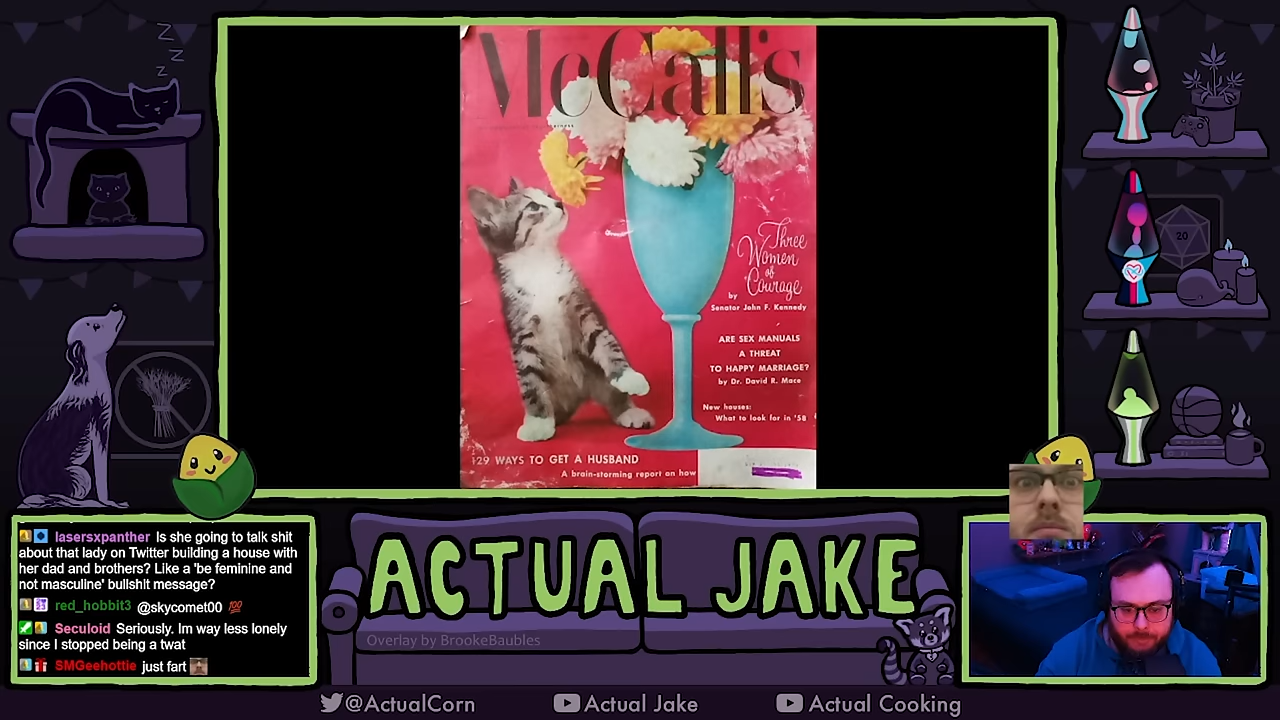 Z
Z
Z
Z
McCall's
Three
Women
of
Courage
by
Senator John F. Kennedy
ARE SEX MANUALS
A THREAT
TO HAPPY MARRIAGE?
by Dr. David R. Mace
New houses:
What to look for in '58
129 WAYS TO GET A HUSBAND
A brain-storming report on how
20
lasersxpanther Is she going to talk shit
about that lady on Twitter building a house with
her dad and brothers? Like a 'be feminine and
not masculine' bullshit message?
red_hobbit3 @skycomet00 💯
Seculoid Seriously. Im way less lonely
since I stopped being a twat
SMGeehottie just fart
ACTUAL JAKE
Overlay by BrookeBaubles
@ActualCorn
Actual Jake
Actual Cooking